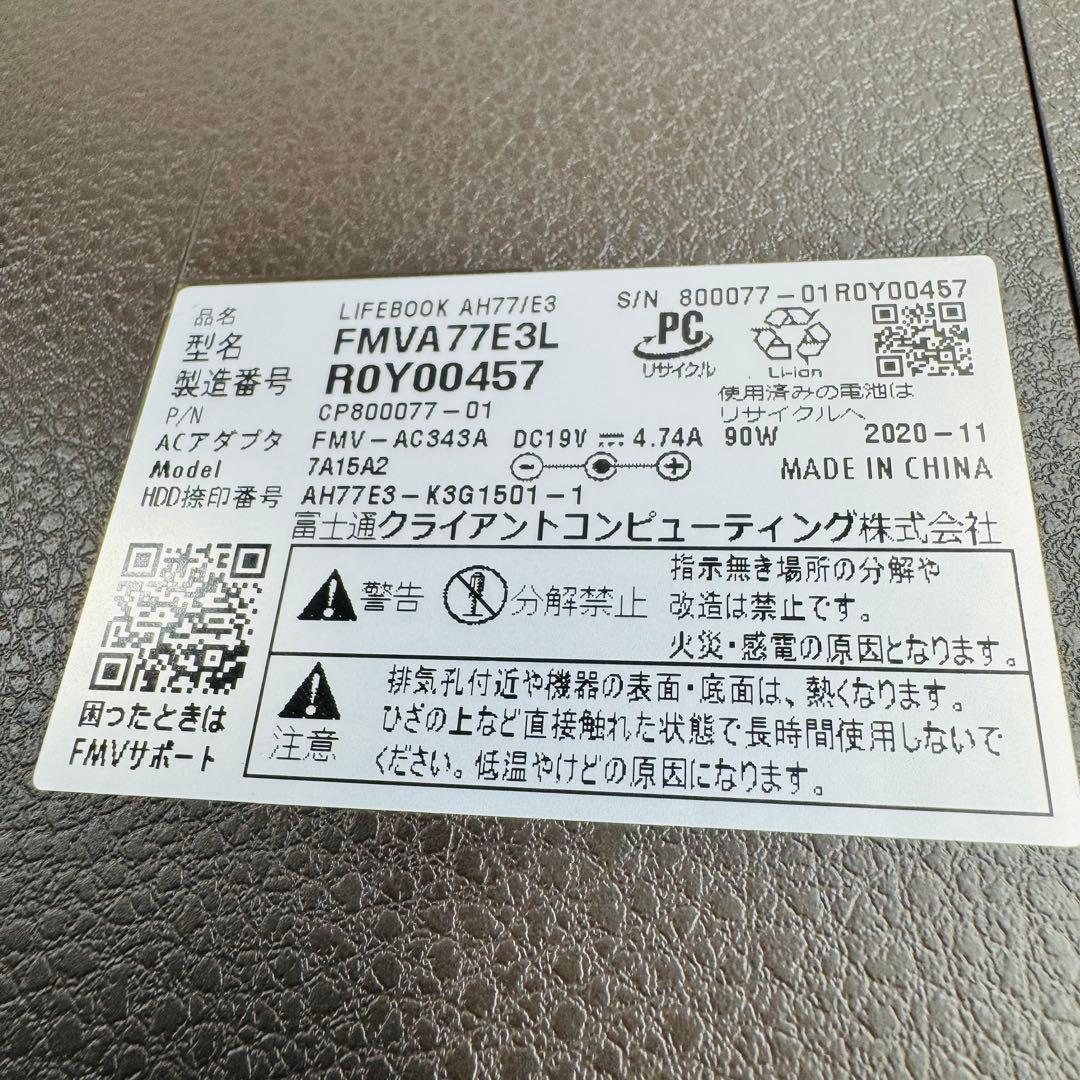 品名 LIFEBOOK AH77/E3 S/N 800077-01R0Y00457
型名 FMVA77E3L
製造番号 R0Y00457
PC
リサイクル
Li-ion
使用済みの電池は
リサイクルへ
P/N CP800077-01
ACアダプタ FMV-AC343A DC19V 4.74A 90W 2020-11
Model 7A15A2 MADE IN CHINA
HDD捺印番号 AH77E3-K3G1501-1
富士通クライアントコンピューティング株式会社
警告 分解禁止
指示無き場所の分解や
改造は禁止です。
火災・感電の原因となります。
注意
排気孔付近や機器の表面・底面は、熱くなります。
ひざの上など直接触れた状態で長時間使用しないで
ください。低温やけどの原因になります。
困ったときは
FMVサポート